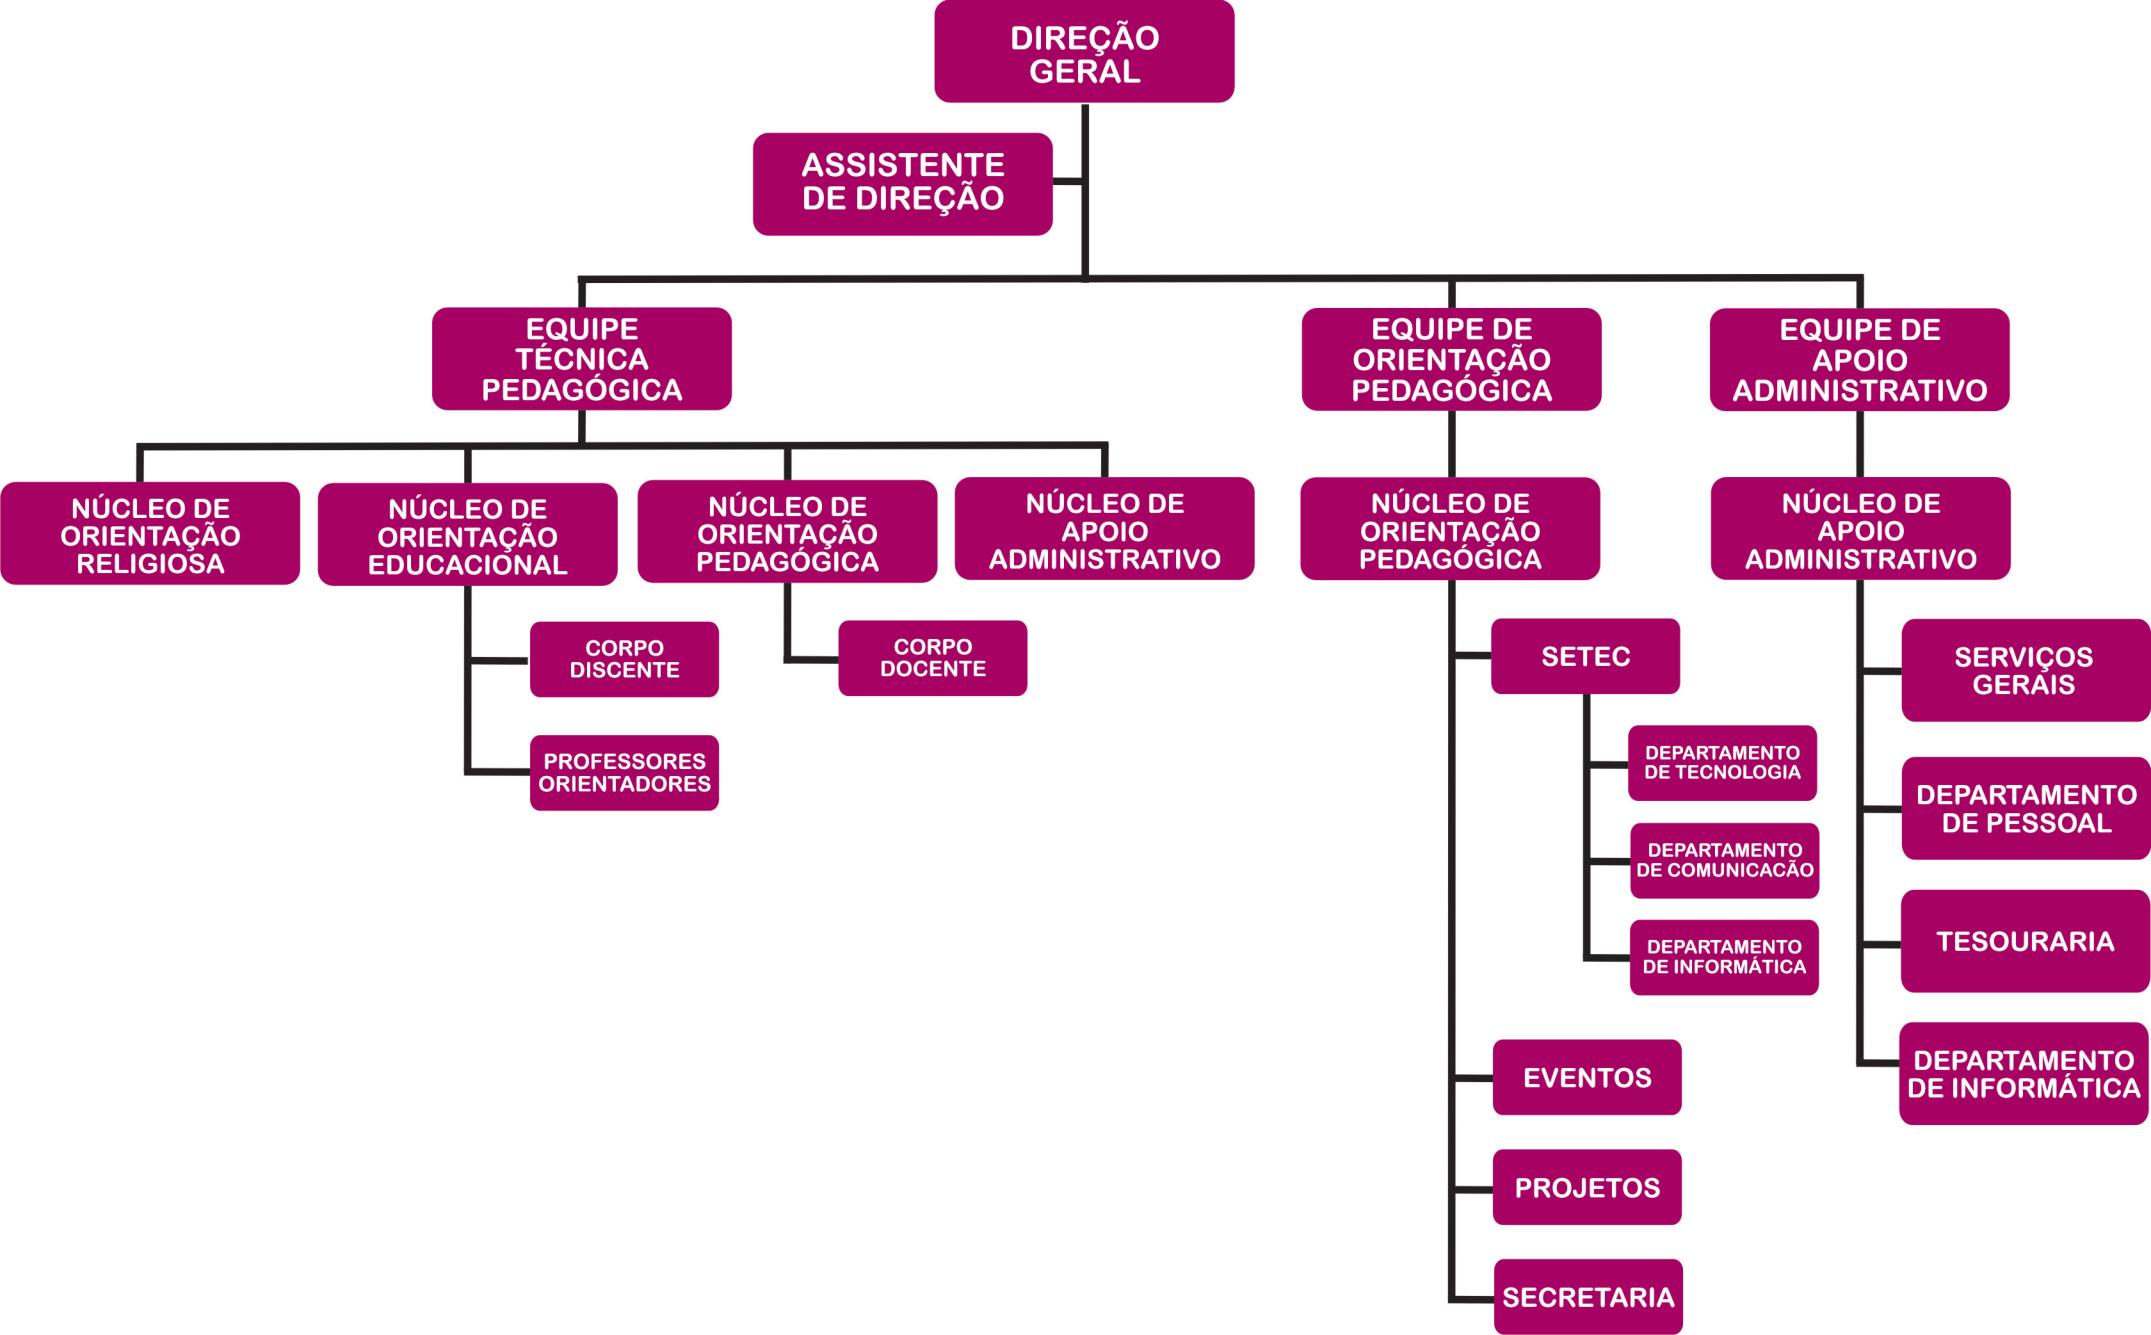 DIREÇÃO
GERAL
ASSISTENTE
DE DIREÇÃO
EQUIPE
TÉCNICA
PEDAGÓGICA
EQUIPE DE
ORIENTAÇÃO
PEDAGÓGICA
EQUIPE DE
APOIO
ADMINISTRATIVO
NÚCLEO DE
ORIENTAÇÃO
RELIGIOSA
NÚCLEO DE
ORIENTAÇÃO
EDUCACIONAL
NÚCLEO DE
ORIENTAÇÃO
PEDAGÓGICA
NÚCLEO DE
APOIO
ADMINISTRATIVO
NÚCLEO DE
ORIENTAÇÃO
PEDAGÓGICA
NÚCLEO DE
APOIO
ADMINISTRATIVO
CORPO
DISCENTE
PROFESSORES
ORIENTADORES
CORPO
DOCENTE
SETEC
DEPARTAMENTO
DE TECNOLOGIA
DEPARTAMENTO
DE COMUNICACÃO
DEPARTAMENTO
DE INFORMÁTICA
EVENTOS
PROJETOS
SECRETARIA
SERVIÇOS
GERAIS
DEPARTAMENTO
DE PESSOAL
TESOURARIA
DEPARTAMENTO
DE INFORMÁTICA